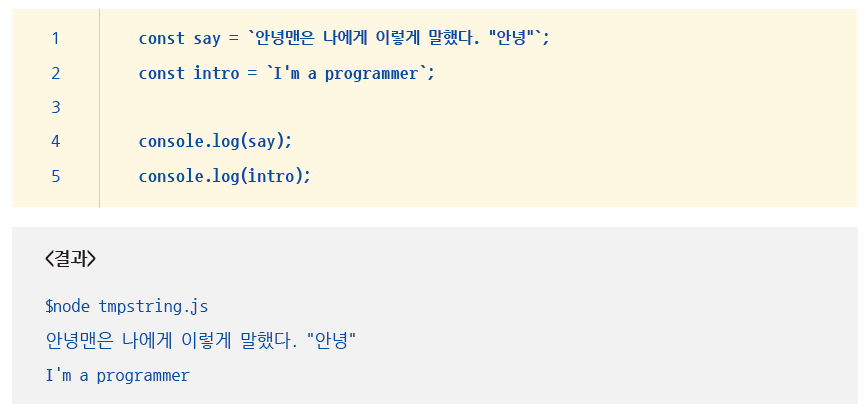 1 const say = `안녕맨은 나에게 이렇게 말했다. "안녕"`;
2 const intro = `I'm a programmer`;
3
4 console.log(say);
5 console.log(intro);
<결과>
$node tmpstring.js
안녕맨은 나에게 이렇게 말했다. "안녕"
I'm a programmer